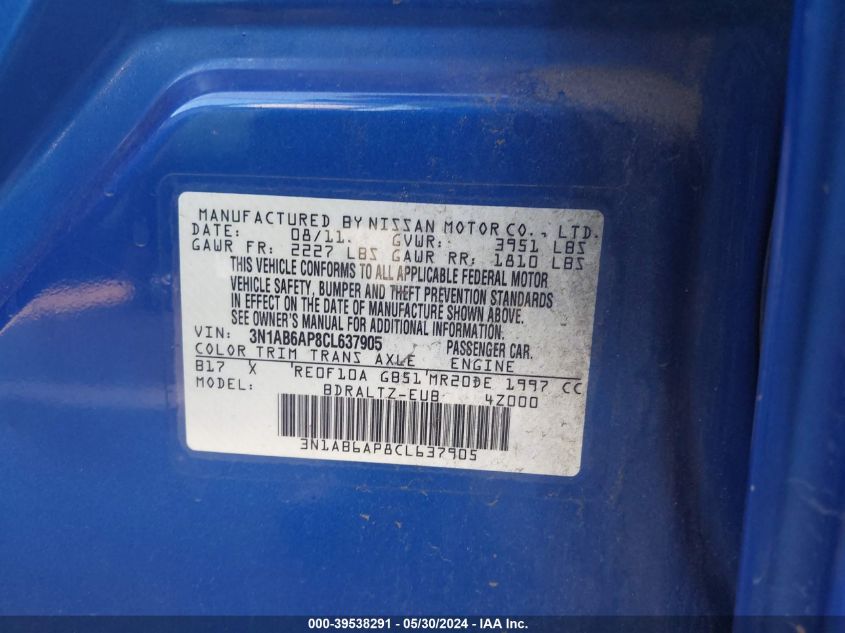 MANUFACTURED BY NISSAN MOTOR CO., LTD.
DATE: 08/11. GVWR: 3951 LBS
GAWR FR: 2227 LBS GAWR RR: 1810 LBS
THIS VEHICLE CONFORMS TO ALL APPLICABLE FEDERAL MOTOR
VEHICLE SAFETY, BUMPER AND THEFT PREVENTION STANDARDS
IN EFFECT ON THE DATE OF MANUFACTURE SHOWN ABOVE.
SEE OWNER'S MANUAL FOR ADDITIONAL INFORMATION.
VIN: 3N1AB6AP8CL637905 PASSENGER CAR.
COLOR TRIM TRANS AXLE ENGINE
B17 X 'RE0F10A GB51'MR20DE 1997 CC
MODEL: BDRALTZ-EUB 4Z000
3N1AB6AP8CL637905
000-39538291 - 05/30/2024 - IAA Inc.